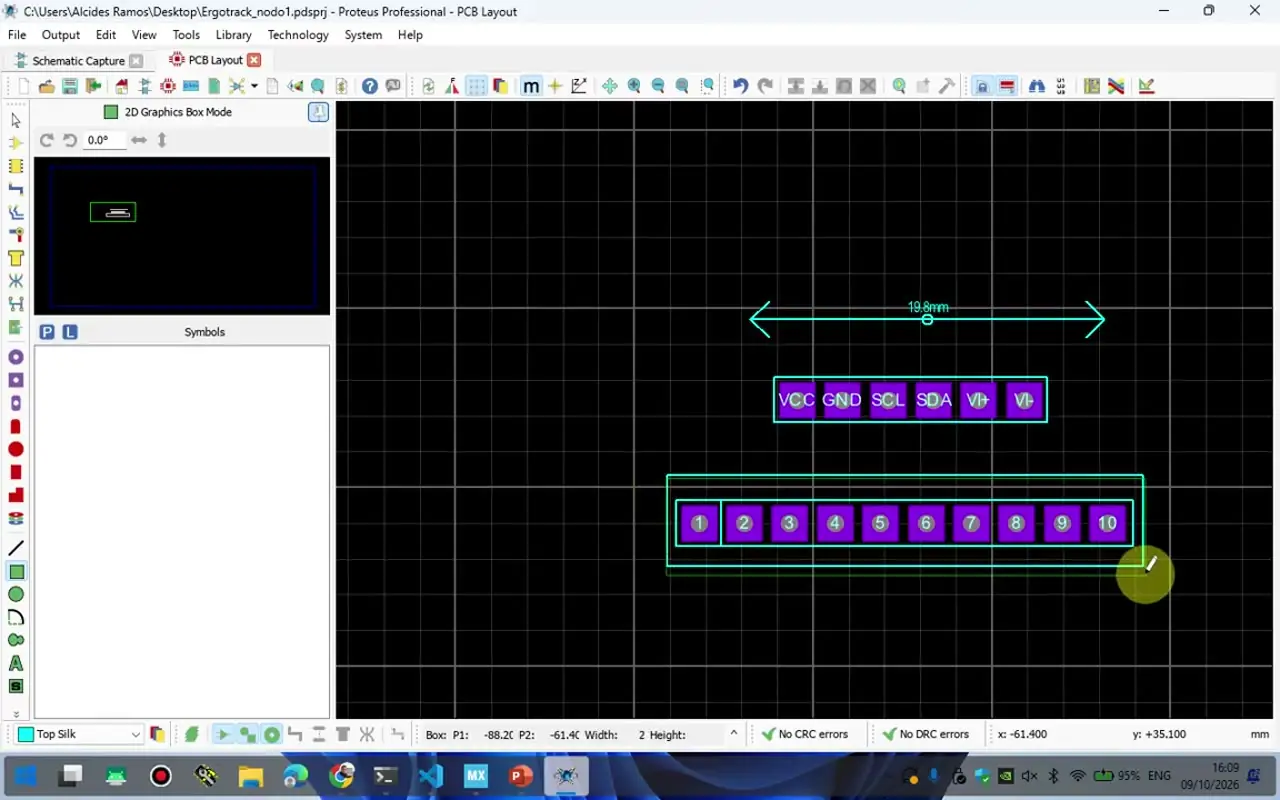 C:\Users\Alcides Ramos\Desktop\Ergotrack_nodo1.pdsprj - Proteus Professional - PCB Layout
File Output Edit View Tools Library Technology System Help
Schematic Capture PCB Layout
2D Graphics Box Mode
0.0°
P L Symbols
19.8mm
VCC GND SCL SDA VI+ VI-
1 2 3 4 5 6 7 8 9 10
Top Silk
Box: P1: -88.20 P2: -61.40 Width: 2 Height:
No CRC errors
No DRC errors
x: -61.400 y: +35.100 mm
95% ENG
16:09
09/10/2026